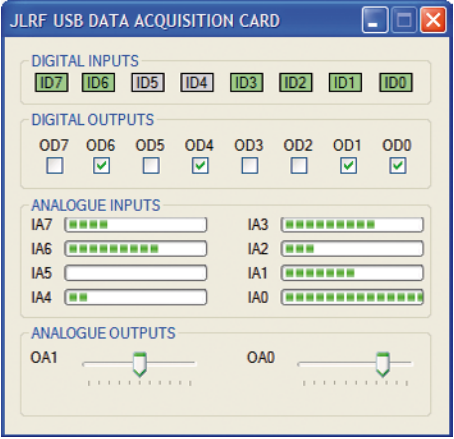 JLRF USB DATA ACQUISITION CARD
DIGITAL INPUTS
ID7 ID6 ID5 ID4 ID3 ID2 ID1 ID0
DIGITAL OUTPUTS
OD7 OD6 OD5 OD4 OD3 OD2 OD1 OD0
ANALOGUE INPUTS
IA7 IA3
IA6 IA2
IA5 IA1
IA4 IA0
ANALOGUE OUTPUTS
OA1 OA0